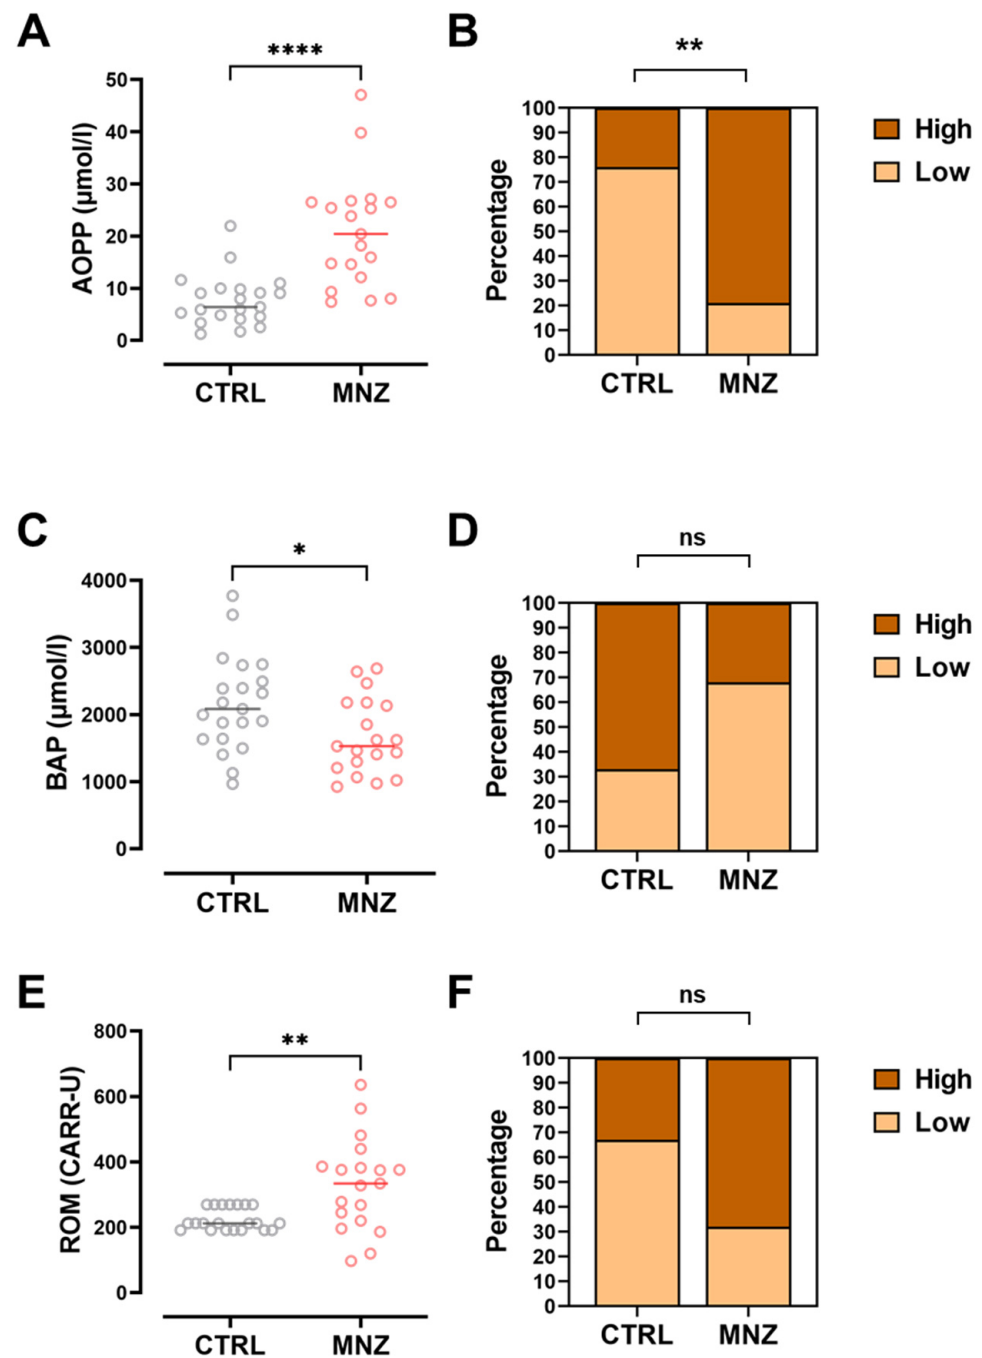 A
****
AOPP (µmol/l)
50
40
30
20
10
0
CTRL
MNZ
B
**
Percentage
100
90
80
70
60
50
40
30
20
10
0
CTRL
MNZ
High
Low
C
*
BAP (µmol/l)
4000
3000
2000
1000
0
CTRL
MNZ
D
ns
Percentage
100
90
80
70
60
50
40
30
20
10
0
CTRL
MNZ
High
Low
E
**
ROM (CARR-U)
800
600
400
200
0
CTRL
MNZ
F
ns
Percentage
100
90
80
70
60
50
40
30
20
10
0
CTRL
MNZ
High
Low